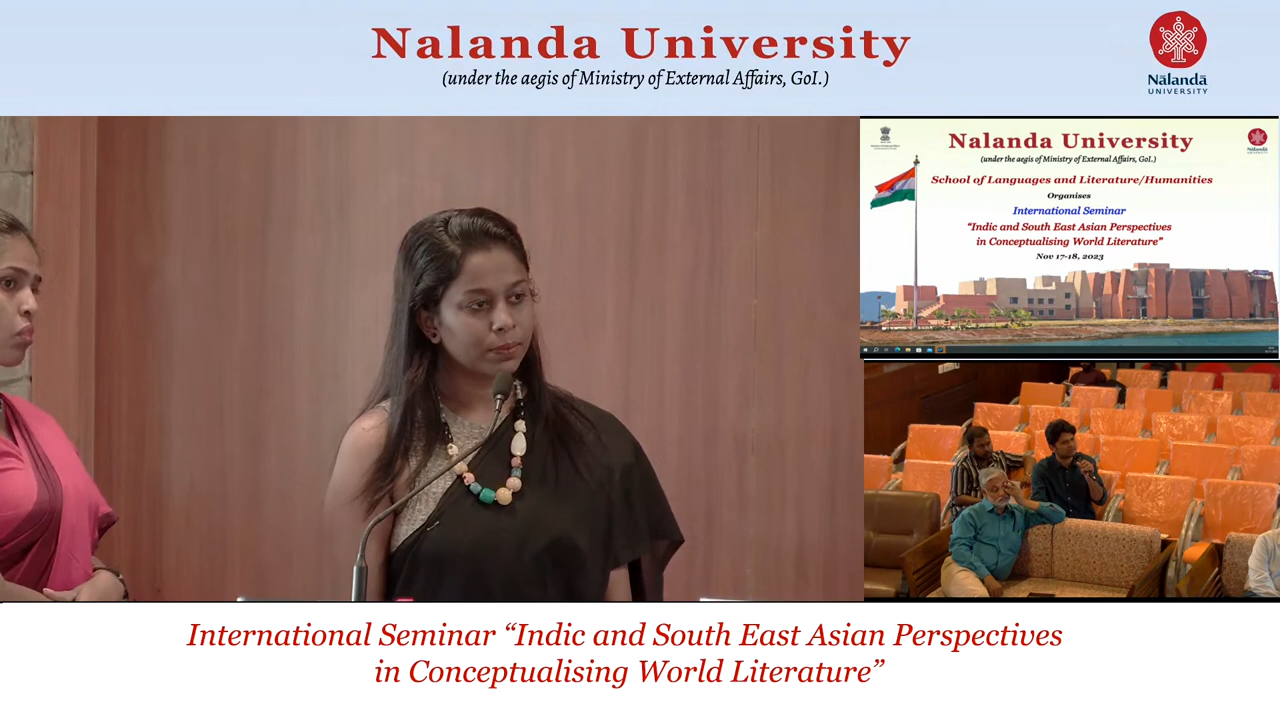 Nalanda University
(under the aegis of Ministry of External Affairs, GoI.)
Nālandā
UNIVERSITY
Nalanda University
(under the aegis of Ministry of External Affairs, GoI.)
Nālandā
School of Languages and Literature/Humanities
Organises
International Seminar
“Indic and South East Asian Perspectives
in Conceptualising World Literature”
Nov 17-18, 2023
International Seminar “Indic and South East Asian Perspectives
in Conceptualising World Literature”